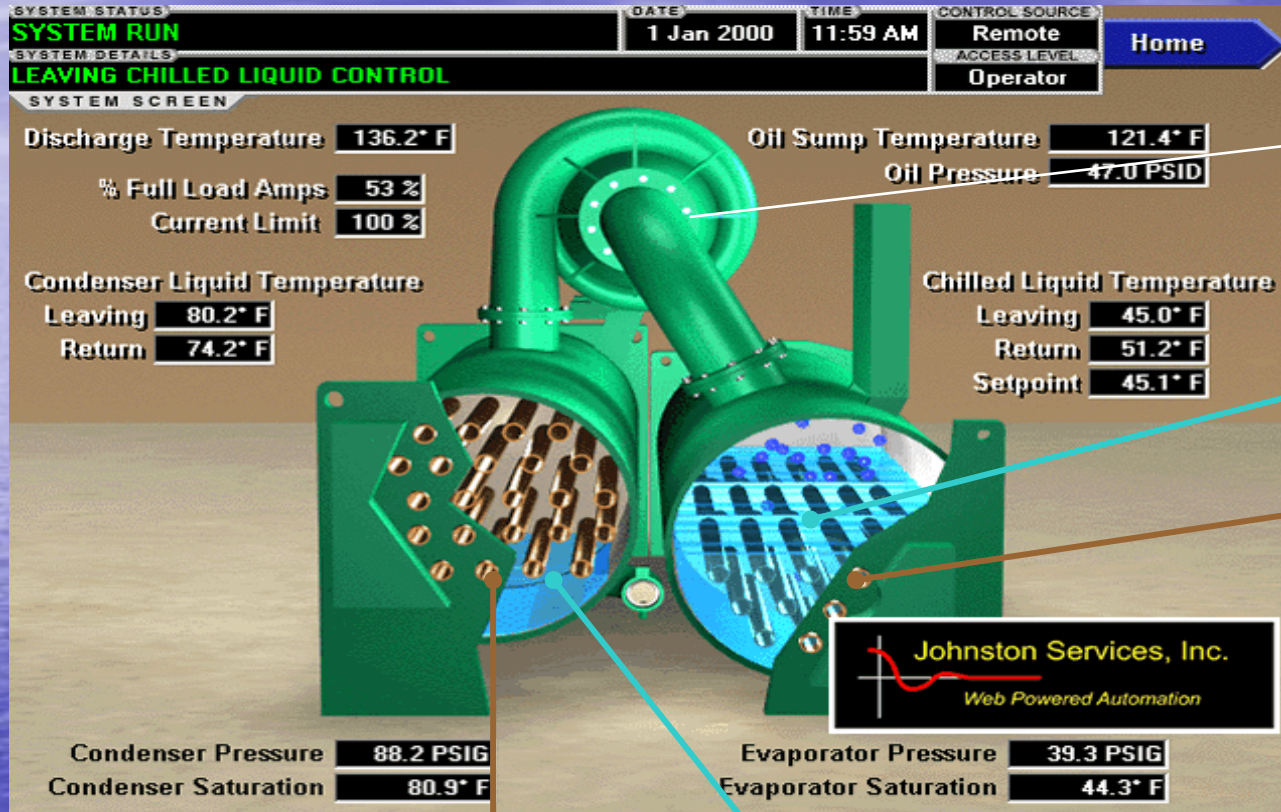 SYSTEM STATUS
SYSTEM RUN
DATE
1 Jan 2000
TIME
11:59 AM
CONTROL SOURCE
Remote
Home
SYSTEM DETAILS
LEAVING CHILLED LIQUID CONTROL
ACCESS LEVEL
Operator
SYSTEM SCREEN
Discharge Temperature 136.2° F
% Full Load Amps 53 %
Current Limit 100 %
Oil Sump Temperature 121.4° F
Oil Pressure 47.0 PSID
Condenser Liquid Temperature
Leaving 80.2° F
Return 74.2° F
Chilled Liquid Temperature
Leaving 45.0° F
Return 51.2° F
Setpoint 45.1° F
Johnston Services, Inc.
Web Powered Automation
Condenser Pressure 88.2 PSIG
Condenser Saturation 80.9° F
Evaporator Pressure 39.3 PSIG
Evaporator Saturation 44.3° F